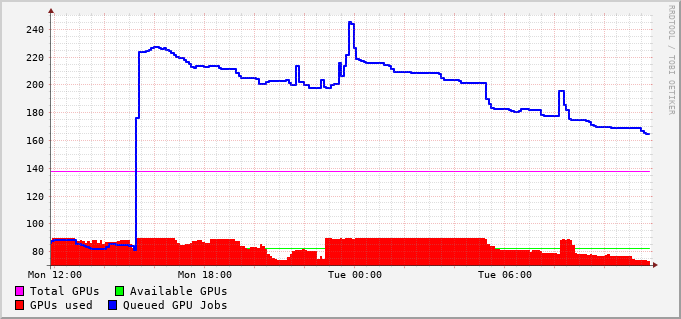 RRDTOOL / TOBI OETIKER
240
220
200
180
160
140
120
100
80
Mon 12:00 Mon 18:00 Tue 00:00 Tue 06:00
Total GPUs Available GPUs
GPUs used Queued GPU Jobs